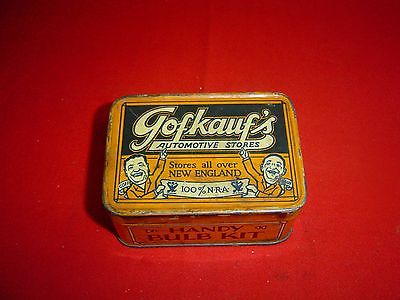 Gofkauf's
AUTOMOTIVE STORES
Stores all over
NEW ENGLAND
100% N·R·A
HANDY
BULB KIT